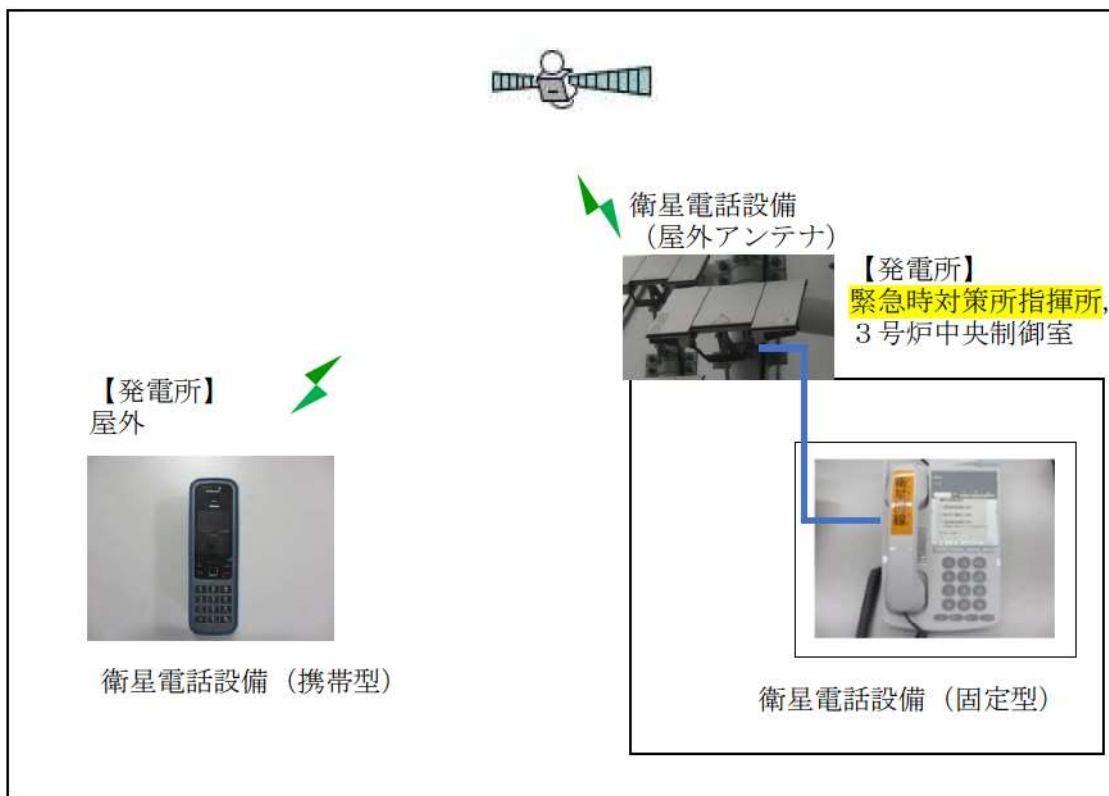 衛星電話設備
（屋外アンテナ）
【発電所】
緊急時対策所指揮所,
３号炉中央制御室
【発電所】
屋外
衛星電話設備（携帯型）
衛星電話設備（固定型）